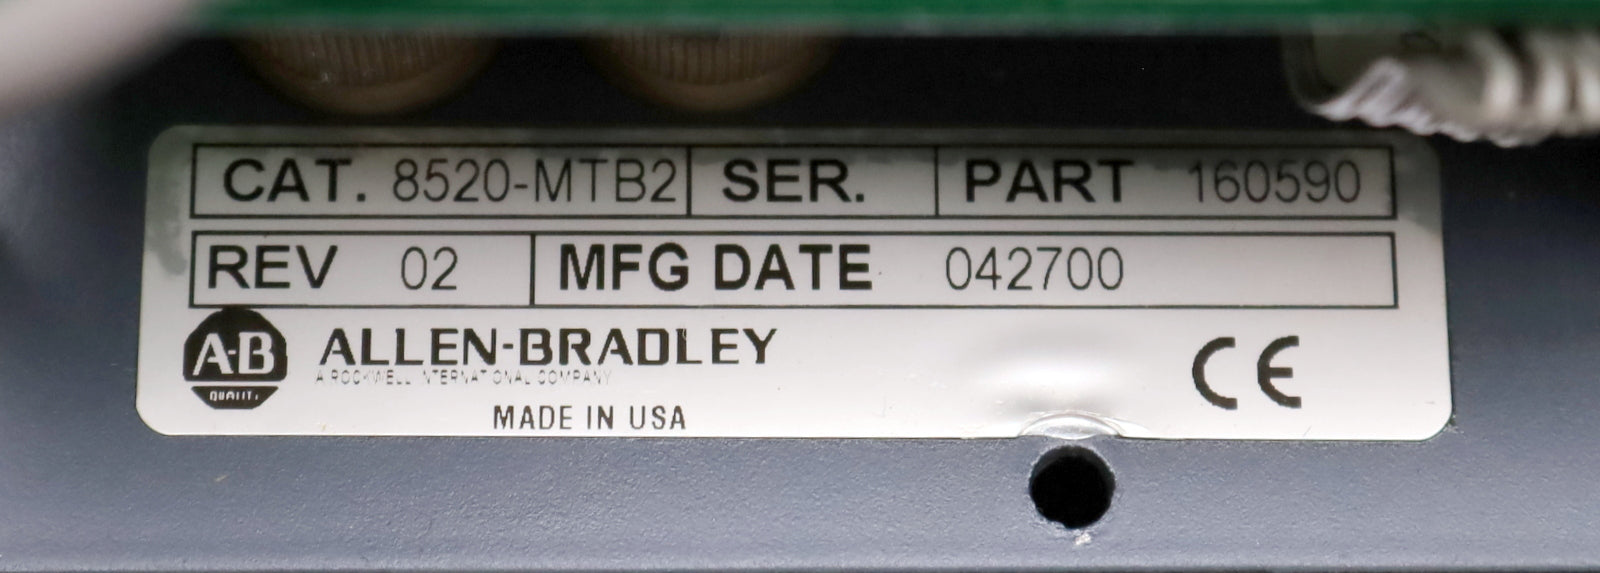 CAT. 8520-MTB2 SER. PART 160590
REV 02 MFG DATE 042700
A-B
QUALITY
ALLEN-BRADLEY
A ROCKWELL INTERNATIONAL COMPANY
MADE IN USA
CE